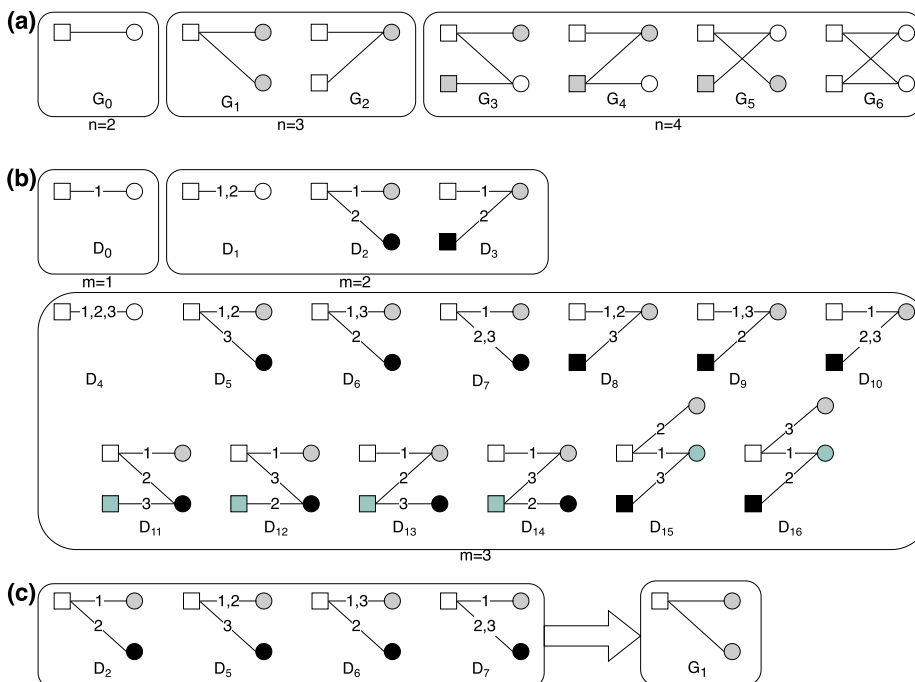 (a)
G0 G1 G2 G3 G4 G5 G6
n=2 n=3 n=4
(b)
1 1,2 1 2 1 2
D0 D1 D2 D3
m=1 m=2
1,2,3 1,2 3 1,3 2 1 2,3 1,2 3 1,3 2 1 2,3
D4 D5 D6 D7 D8 D9 D10
1 2 3 1 3 2 1 2 3 1 3 2 2 1 3 3 1 2
D11 D12 D13 D14 D15 D16
m=3
(c)
1 2 1,2 3 1,3 2 1 2,3
D2 D5 D6 D7 G1